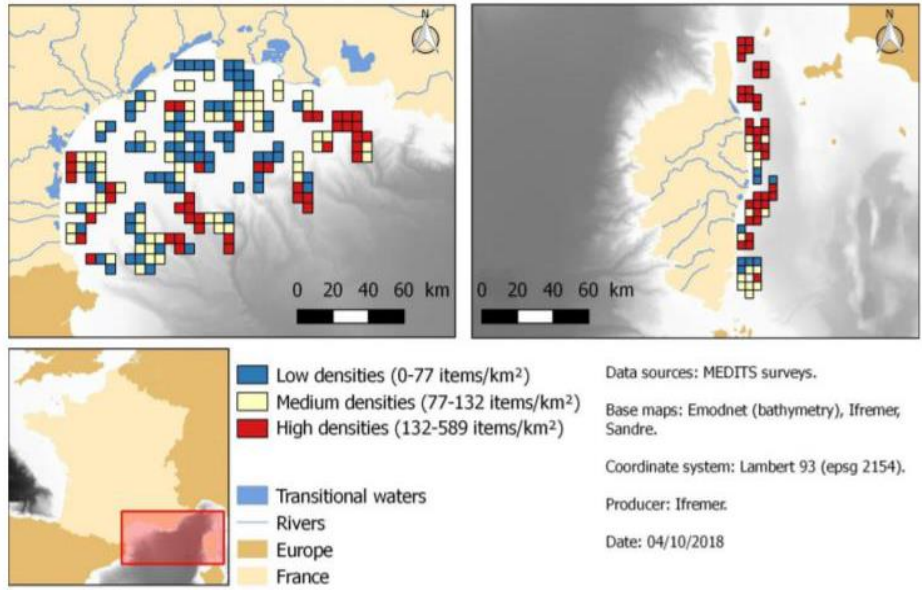 N
N
0 20 40 60 km
0 20 40 60 km
Low densities (0-77 items/km²)
Medium densities (77-132 items/km²)
High densities (132-589 items/km²)
Transitional waters
Rivers
Europe
France
Data sources: MEDITS surveys.
Base maps: Emodnet (bathymetry), Ifremer,
Sandre.
Coordinate system: Lambert 93 (epsg 2154).
Producer: Ifremer.
Date: 04/10/2018